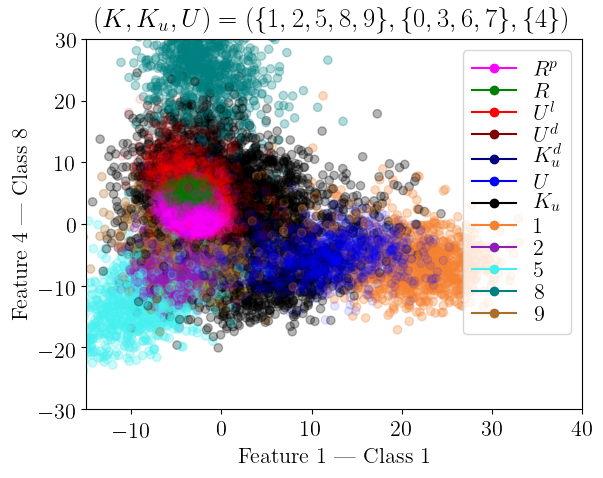 (K, K_u, U) = ({1, 2, 5, 8, 9}, {0, 3, 6, 7}, {4})
30
20
10
0
−10
−20
−30
Feature 4 — Class 8
−10
0
10
20
30
40
Feature 1 — Class 1
R^p
R
U^l
U^d
K_u^d
U
K_u
1
2
5
8
9